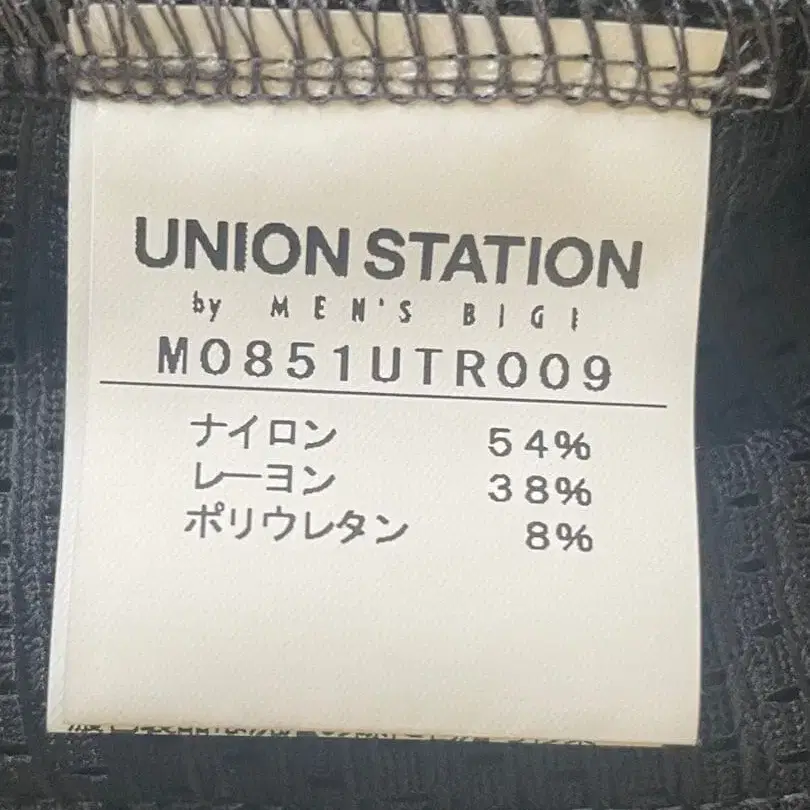 UNION STATION
by MEN'S BIGI
M0851UTR009
ナイロン 54%
レーヨン 38%
ポリウレタン 8%